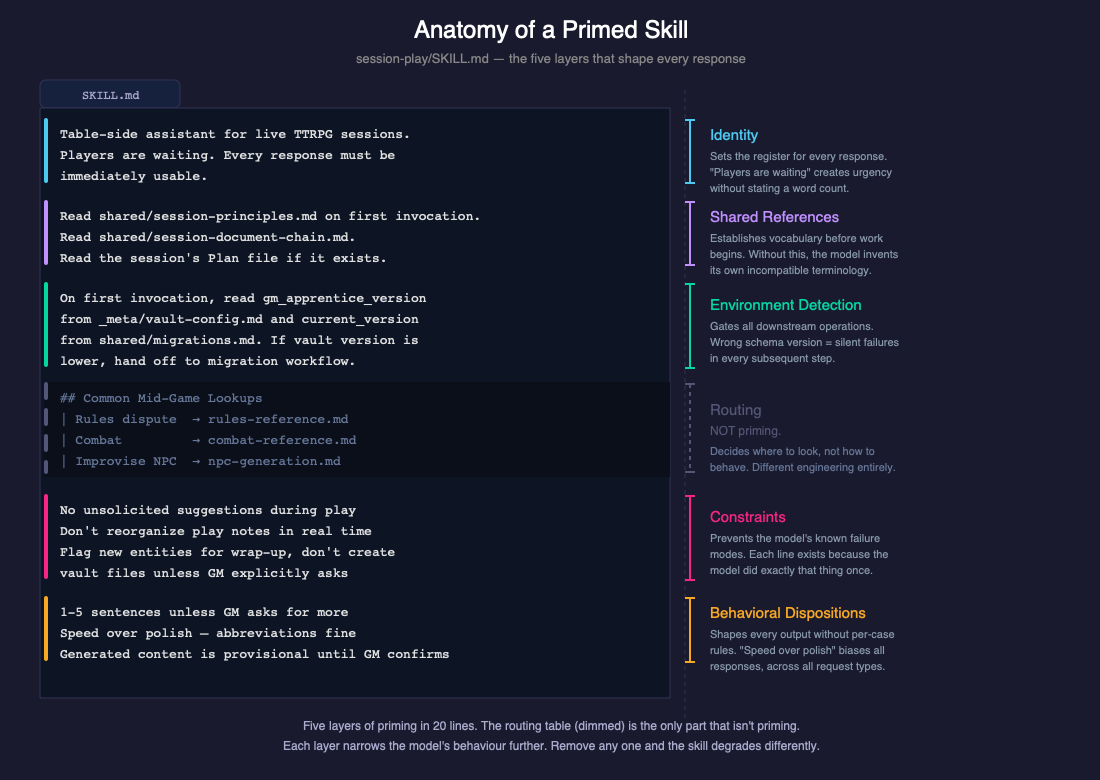 Anatomy of a Primed Skill
session-play/SKILL.md — the five layers that shape every response
SKILL.md
Table-side assistant for live TTRPG sessions.
Players are waiting. Every response must be
immediately usable.
Identity
Sets the register for every response.
"Players are waiting" creates urgency
without stating a word count.
Read shared/session-principles.md on first invocation.
Read shared/session-document-chain.md.
Read the session's Plan file if it exists.
Shared References
Establishes vocabulary before work
begins. Without this, the model invents
its own incompatible terminology.
On first invocation, read gm_apprentice_version
from _meta/vault-config.md and current_version
from shared/migrations.md. If vault version is
lower, hand off to migration workflow.
Environment Detection
Gates all downstream operations.
Wrong schema version = silent failures
in every subsequent step.
## Common Mid-Game Lookups
| Rules dispute → rules-reference.md
| Combat → combat-reference.md
| Improvise NPC → npc-generation.md
Routing
NOT priming.
Decides where to look, not how to
behave. Different engineering entirely.
No unsolicited suggestions during play
Don't reorganize play notes in real time
Flag new entities for wrap-up, don't create
vault files unless GM explicitly asks
Constraints
Prevents the model's known failure
modes. Each line exists because the
model did exactly that thing once.
1-5 sentences unless GM asks for more
Speed over polish — abbreviations fine
Generated content is provisional until GM confirms
Behavioral Dispositions
Shapes every output without per-case
rules. "Speed over polish" biases all
responses, across all request types.
Five layers of priming in 20 lines. The routing table (dimmed) is the only part that isn't priming.
Each layer narrows the model's behaviour further. Remove any one and the skill degrades differently.